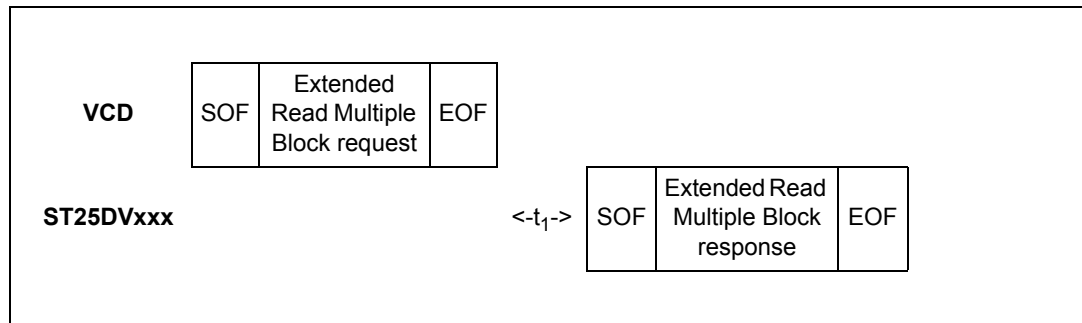 VCD
SOF
Extended
Read Multiple
Block request
EOF
ST25DVxxx
<-t1->
SOF
Extended Read
Multiple Block
response
EOF